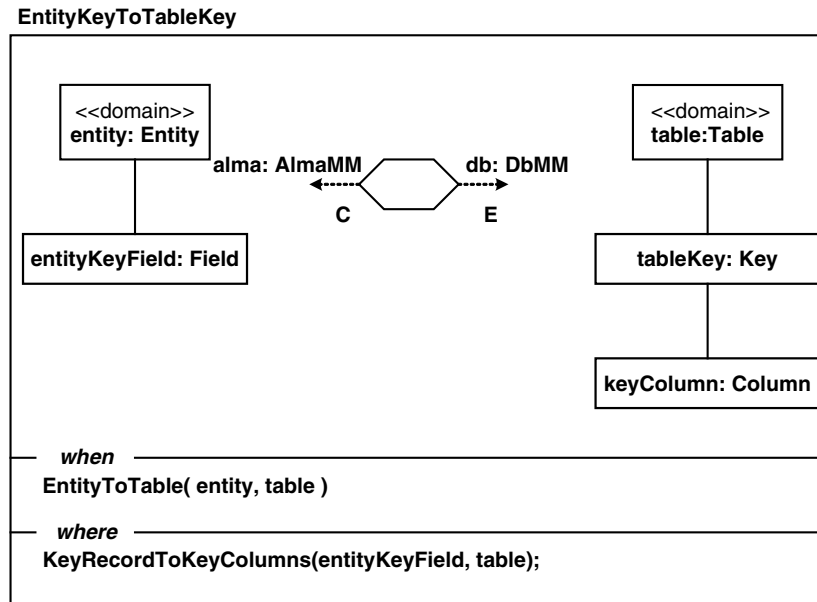 EntityKeyToTableKey
<<domain>>
entity: Entity
<<domain>>
table:Table
alma: AlmaMM
db: DbMM
C
E
entityKeyField: Field
tableKey: Key
keyColumn: Column
when
EntityToTable( entity, table )
where
KeyRecordToKeyColumns(entityKeyField, table);